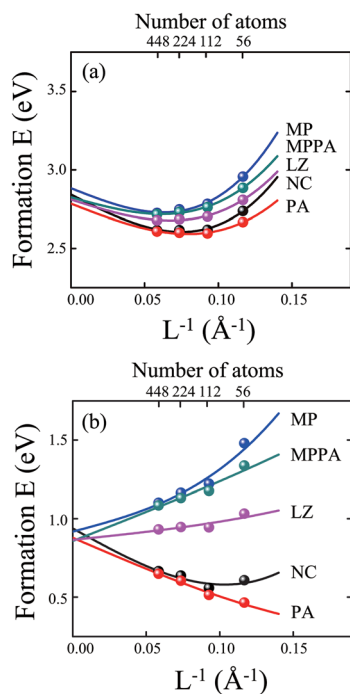 Number of atoms
448 224 112 56
(a)
3.5
3.0
2.5
Formation E (eV)
MP
MPPA
LZ
NC
PA
0.00 0.05 0.10 0.15
L⁻¹ (Å⁻¹)
Number of atoms
448 224 112 56
(b)
1.5
1.0
0.5
Formation E (eV)
MP
MPPA
LZ
NC
PA
0.00 0.05 0.10 0.15
L⁻¹ (Å⁻¹)